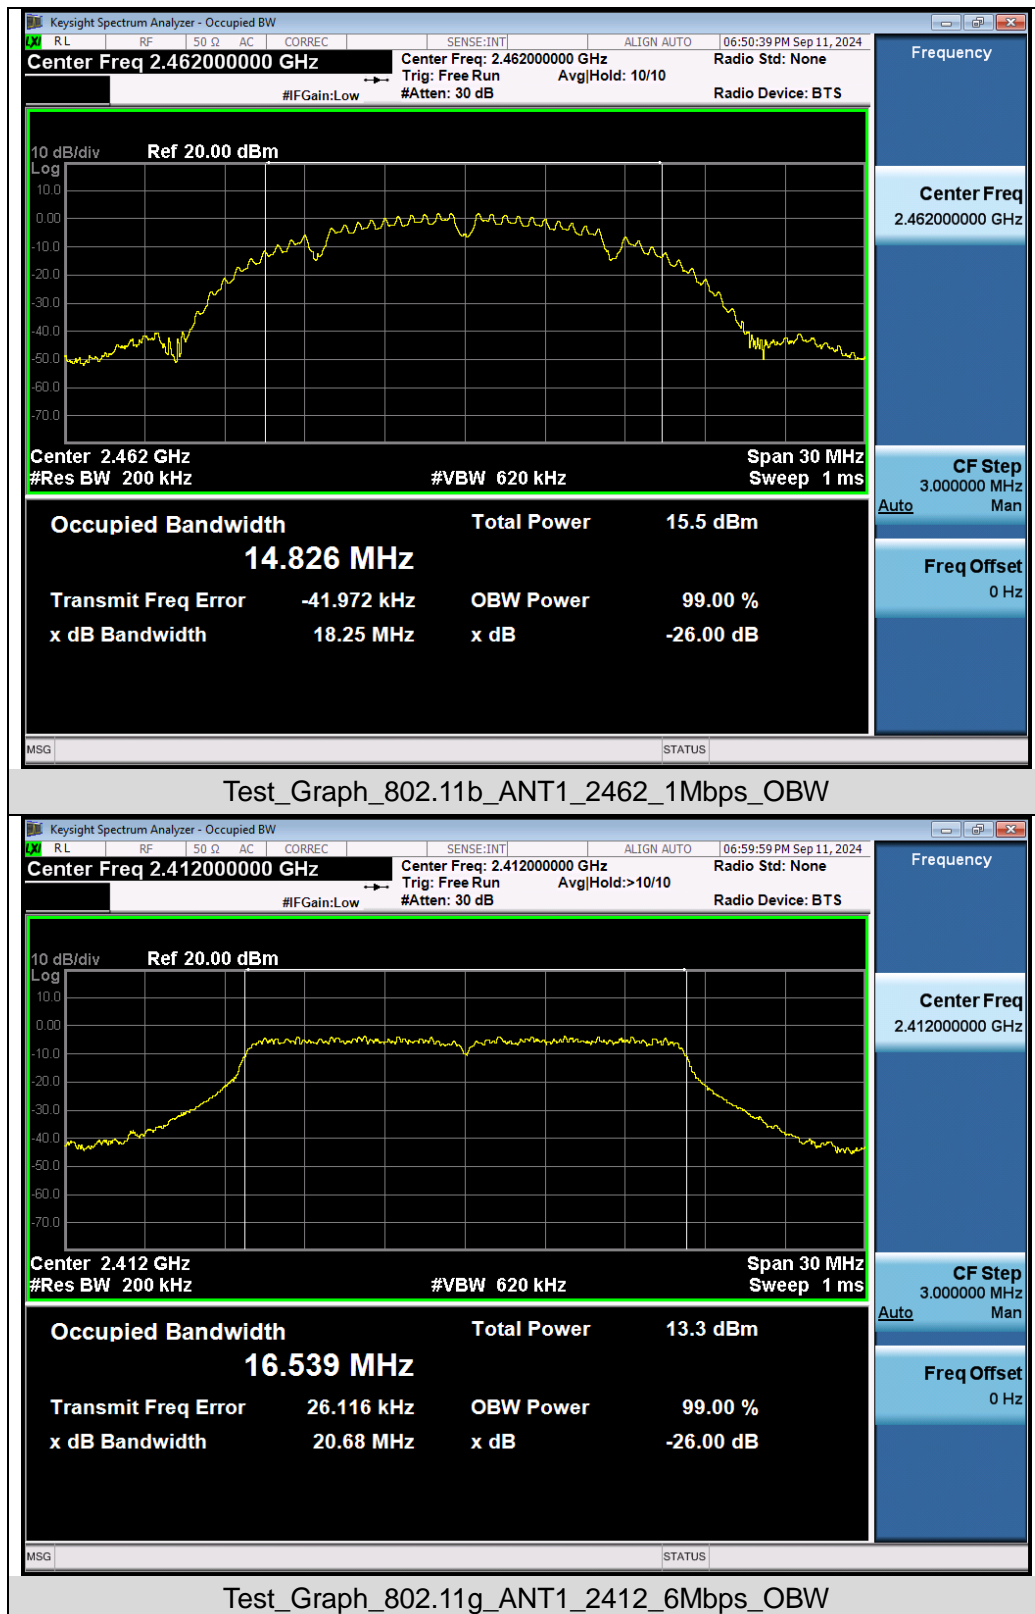 Keysight Spectrum Analyzer - Occupied BW
LXI RL RF 50 Ω AC CORREC SENSE:INT ALIGN AUTO 06:50:39 PM Sep 11, 2024
Center Freq 2.462000000 GHz
Center Freq: 2.462000000 GHz Radio Std: None
Trig: Free Run Avg|Hold: 10/10
#IFGain:Low #Atten: 30 dB Radio Device: BTS
Frequency
10 dB/div Ref 20.00 dBm
Log
10.0
0.00
-10.0
-20.0
-30.0
-40.0
-50.0
-60.0
-70.0
Center 2.462 GHz Span 30 MHz
#Res BW 200 kHz #VBW 620 kHz Sweep 1 ms
Center Freq
2.462000000 GHz
CF Step
3.000000 MHz
Auto Man
Freq Offset
0 Hz
Occupied Bandwidth Total Power 15.5 dBm
14.826 MHz
Transmit Freq Error -41.972 kHz OBW Power 99.00 %
x dB Bandwidth 18.25 MHz x dB -26.00 dB
MSG STATUS
Test_Graph_802.11b_ANT1_2462_1Mbps_OBW
Keysight Spectrum Analyzer - Occupied BW
LXI RL RF 50 Ω AC CORREC SENSE:INT ALIGN AUTO 06:59:59 PM Sep 11, 2024
Center Freq 2.412000000 GHz
Center Freq: 2.412000000 GHz Radio Std: None
Trig: Free Run Avg|Hold:>10/10
#IFGain:Low #Atten: 30 dB Radio Device: BTS
Frequency
10 dB/div Ref 20.00 dBm
Log
10.0
0.00
-10.0
-20.0
-30.0
-40.0
-50.0
-60.0
-70.0
Center 2.412 GHz Span 30 MHz
#Res BW 200 kHz #VBW 620 kHz Sweep 1 ms
Center Freq
2.412000000 GHz
CF Step
3.000000 MHz
Auto Man
Freq Offset
0 Hz
Occupied Bandwidth Total Power 13.3 dBm
16.539 MHz
Transmit Freq Error 26.116 kHz OBW Power 99.00 %
x dB Bandwidth 20.68 MHz x dB -26.00 dB
MSG STATUS
Test_Graph_802.11g_ANT1_2412_6Mbps_OBW